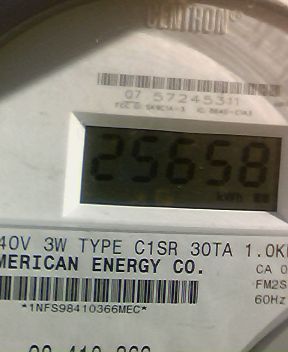 CENTRON®
07 57245311
25658
kWh
40V 3W TYPE C1SR 30TA 1.0K
MERICAN ENERGY CO.
CA 0
FM2S
60Hz
*1NFS98410366MEC*